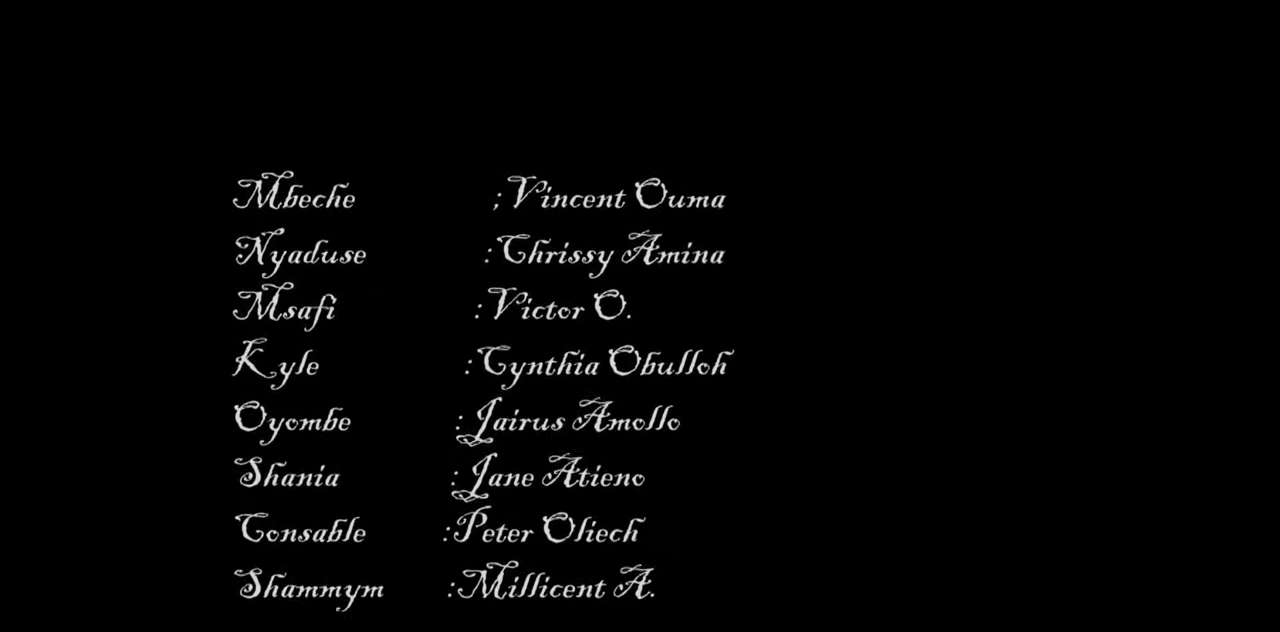 Mbeche ; Vincent Ouma
Nyaduse : Chrissy Amina
Msafi : Victor O.
Kyle : Cynthia Obulloh
Oyombe : Jairus Amollo
Shania : Jane Atieno
Consable : Peter Oliech
Shammym : Millicent A.